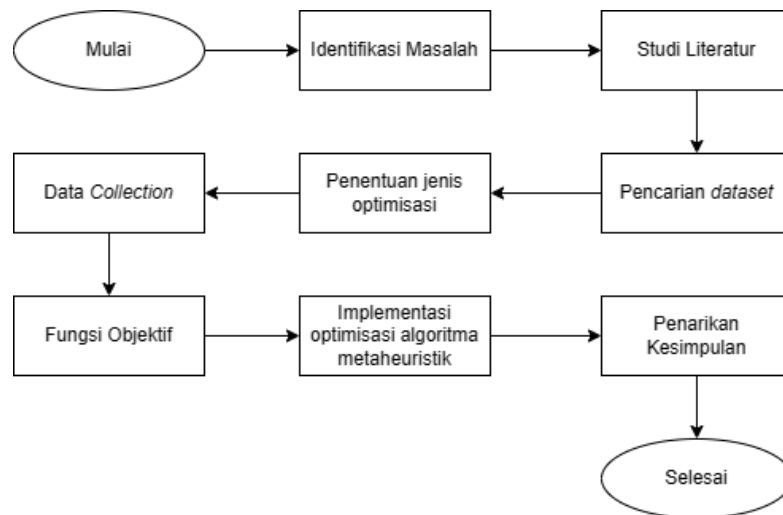 Mulai
Identifikasi Masalah
Studi Literatur
Pencarian dataset
Penentuan jenis
optimisasi
Data Collection
Fungsi Objektif
Implementasi
optimisasi algoritma
metaheuristik
Penarikan
Kesimpulan
Selesai